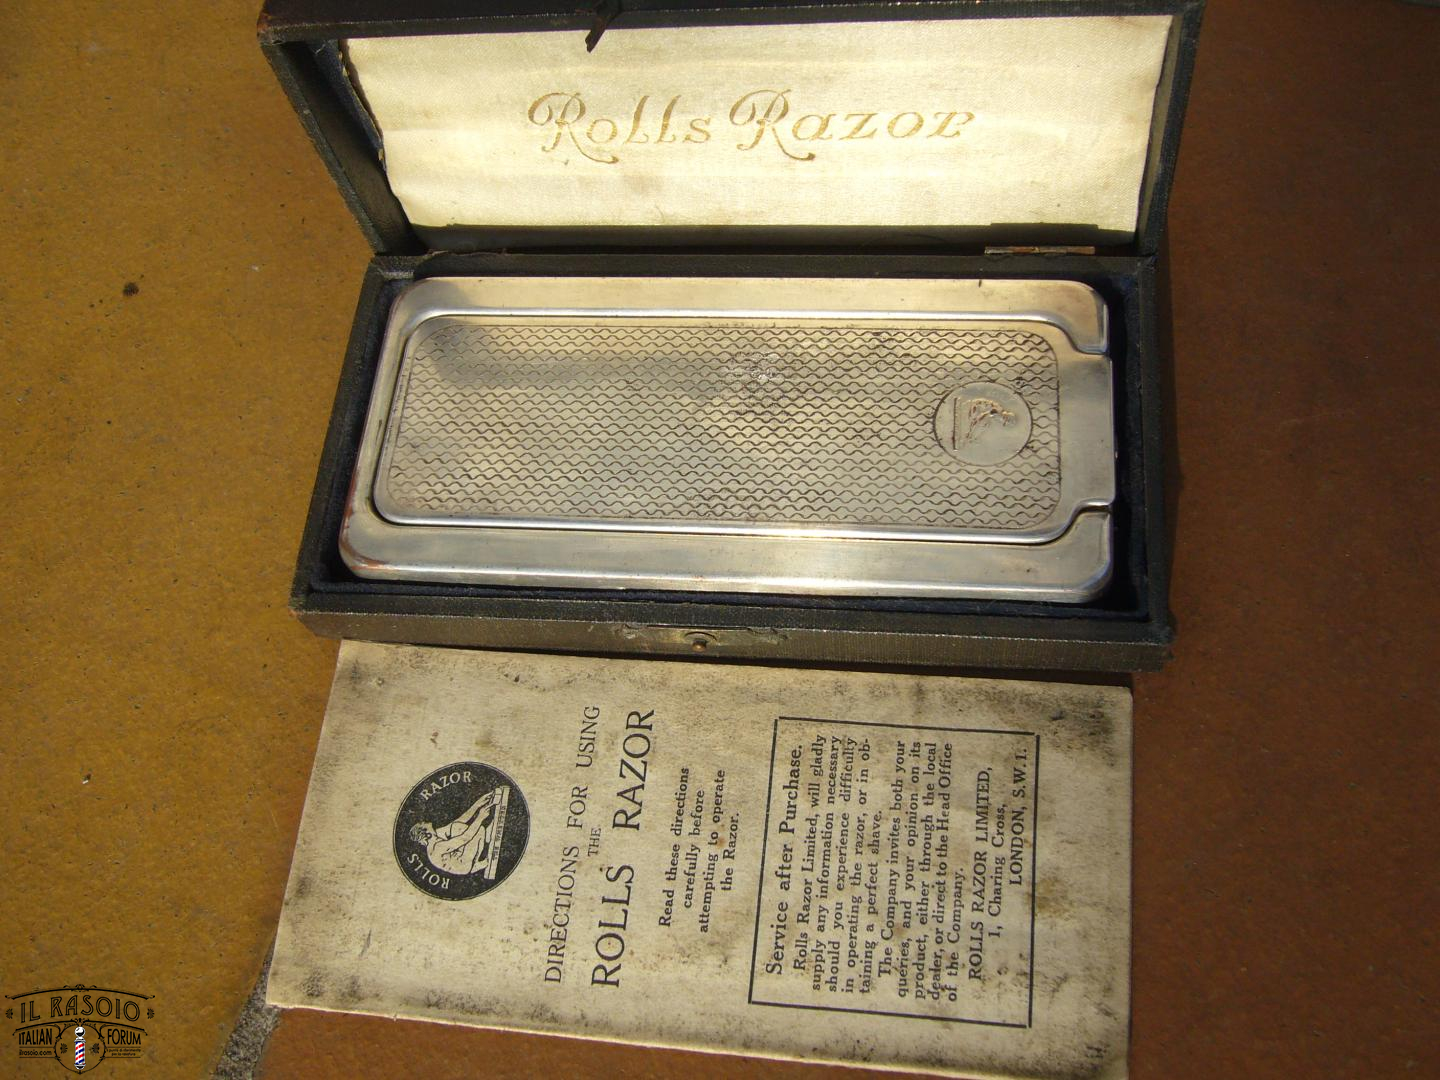 Rolls Razor
ROLLS RAZOR
THE WHETTER
DIRECTIONS FOR USING
THE
ROLLS RAZOR
Read these directions
carefully before
attempting to operate
the Razor.
Service after Purchase.
Rolls Razor Limited, will gladly
supply any information necessary
should you experience difficulty
in operating the razor, or in ob-
taining a perfect shave.
The Company invites both your
queries, and your opinion on its
product, either through the local
dealer, or direct to the Head Office
of the Company.
ROLLS RAZOR LIMITED,
1, Charing Cross,
LONDON, S.W.1.
IL RASOIO
ITALIAN FORUM
ilrasoio.com